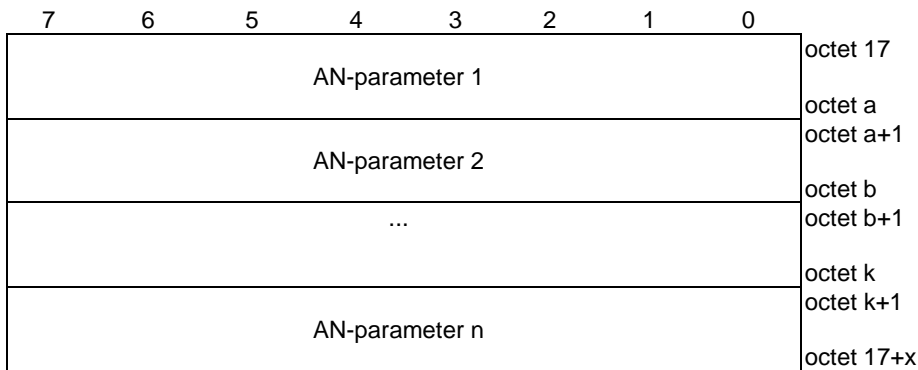 7 6 5 4 3 2 1 0
octet 17
AN-parameter 1
octet a
octet a+1
AN-parameter 2
octet b
... octet b+1
octet k
octet k+1
AN-parameter n
octet 17+x